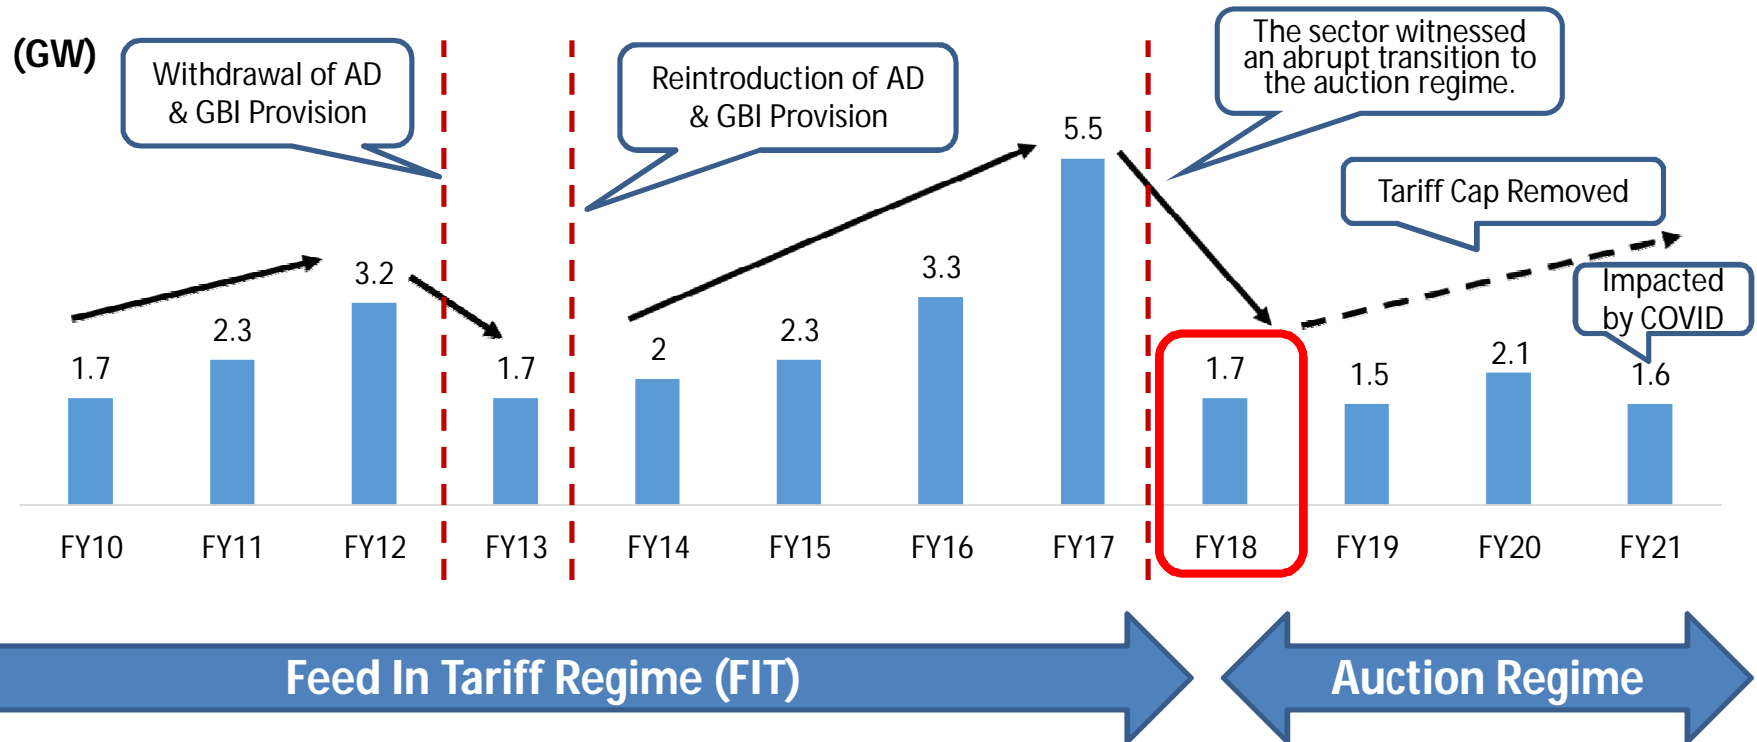 (GW)
Withdrawal of AD
& GBI Provision
Reintroduction of AD
& GBI Provision
The sector witnessed
an abrupt transition to
the auction regime.
Tariff Cap Removed
Impacted
by COVID
1.7
2.3
3.2
1.7
2
2.3
3.3
5.5
1.7
1.5
2.1
1.6
FY10
FY11
FY12
FY13
FY14
FY15
FY16
FY17
FY18
FY19
FY20
FY21
Feed In Tariff Regime (FIT)
Auction Regime